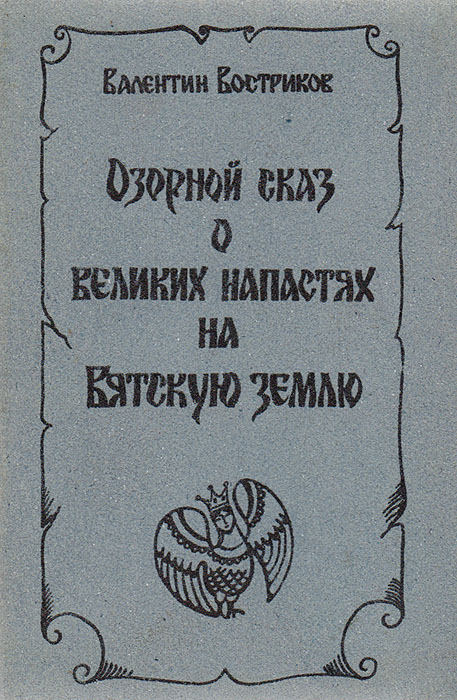 Валентин Востриков
Озорной сказ
о
великих напастях
на
Вятскую землю